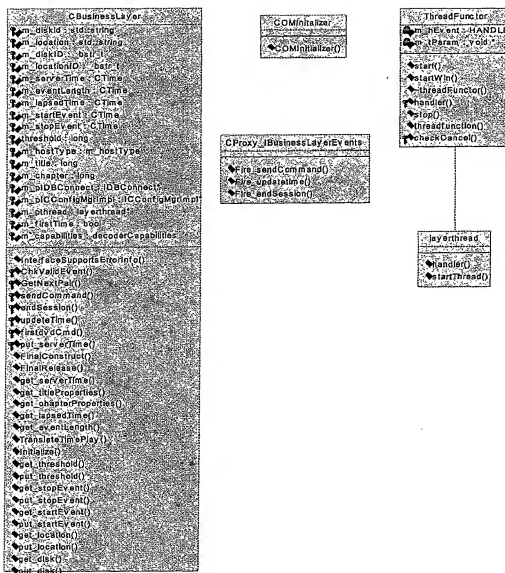 CBusinessLayer
m_diskId : std::string
m_location : std::string
m_diskID : _bstr_t
m_locationID : _bstr_t
m_serverTime : CTime
m_eventLength : CTime
m_lapsedTime : CTime
m_startEvent : CTime
m_stopEvent : CTime
threshold : long
m_hostType : m_hostType
m_title : long
m_chapter : long
m_pIDBConnect : IDBConnect*
m_pICConfigMgrImpl : ICConfigMgrImpl*
m_pthread : layerthread*
m_firstTime : bool
m_capabilities : decoderCapabilities
InterfaceSupportsErrorInfo()
ChkValidEvent()
GetNextPair()
sendCommand()
endSession()
updateTime()
firstdvdCmd()
put_serverTime()
FinalConstruct()
FinalRelease()
get_serverTime()
get_titleProperties()
get_chapterProperties()
get_lapsedTime()
get_eventLength()
TranslateTimePlay()
Initialize()
get_threshold()
put_threshold()
get_stopEvent()
put_stopEvent()
get_startEvent()
put_startEvent()
get_location()
put_location()
get_disk()
put_disk()
COMInitializer
COMInitializer()
CProxy_IBusinessLayerEvents
Fire_sendCommand()
Fire_updatetime()
Fire_endSession()
ThreadFunctor
m_hEvent : HANDLE
m_tParam : void
start()
startWin()
~threadFunctor()
handler()
stop()
threadfunction()
checkCancel()
layerthread
handler()
startThread()